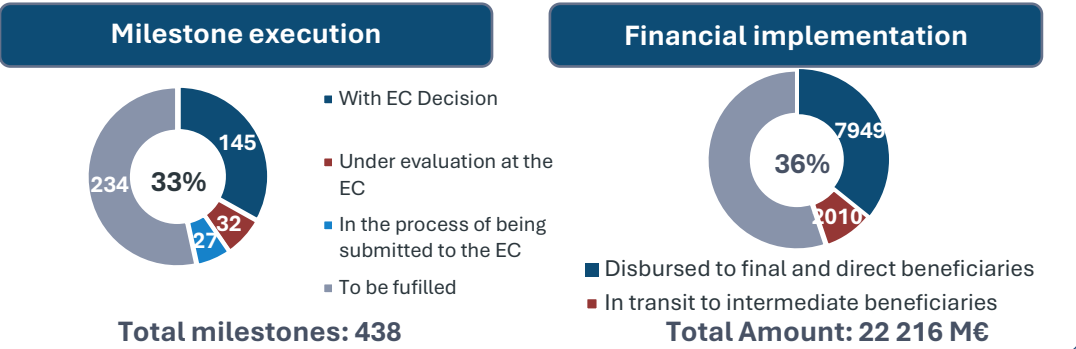 Milestone execution
145
32
27
234
33%
With EC Decision
Under evaluation at the
EC
In the process of being
submitted to the EC
To be fufilled
Total milestones: 438
Financial implementation
7949
2010
36%
Disbursed to final and direct beneficiaries
In transit to intermediate beneficiaries
Total Amount: 22 216 M€